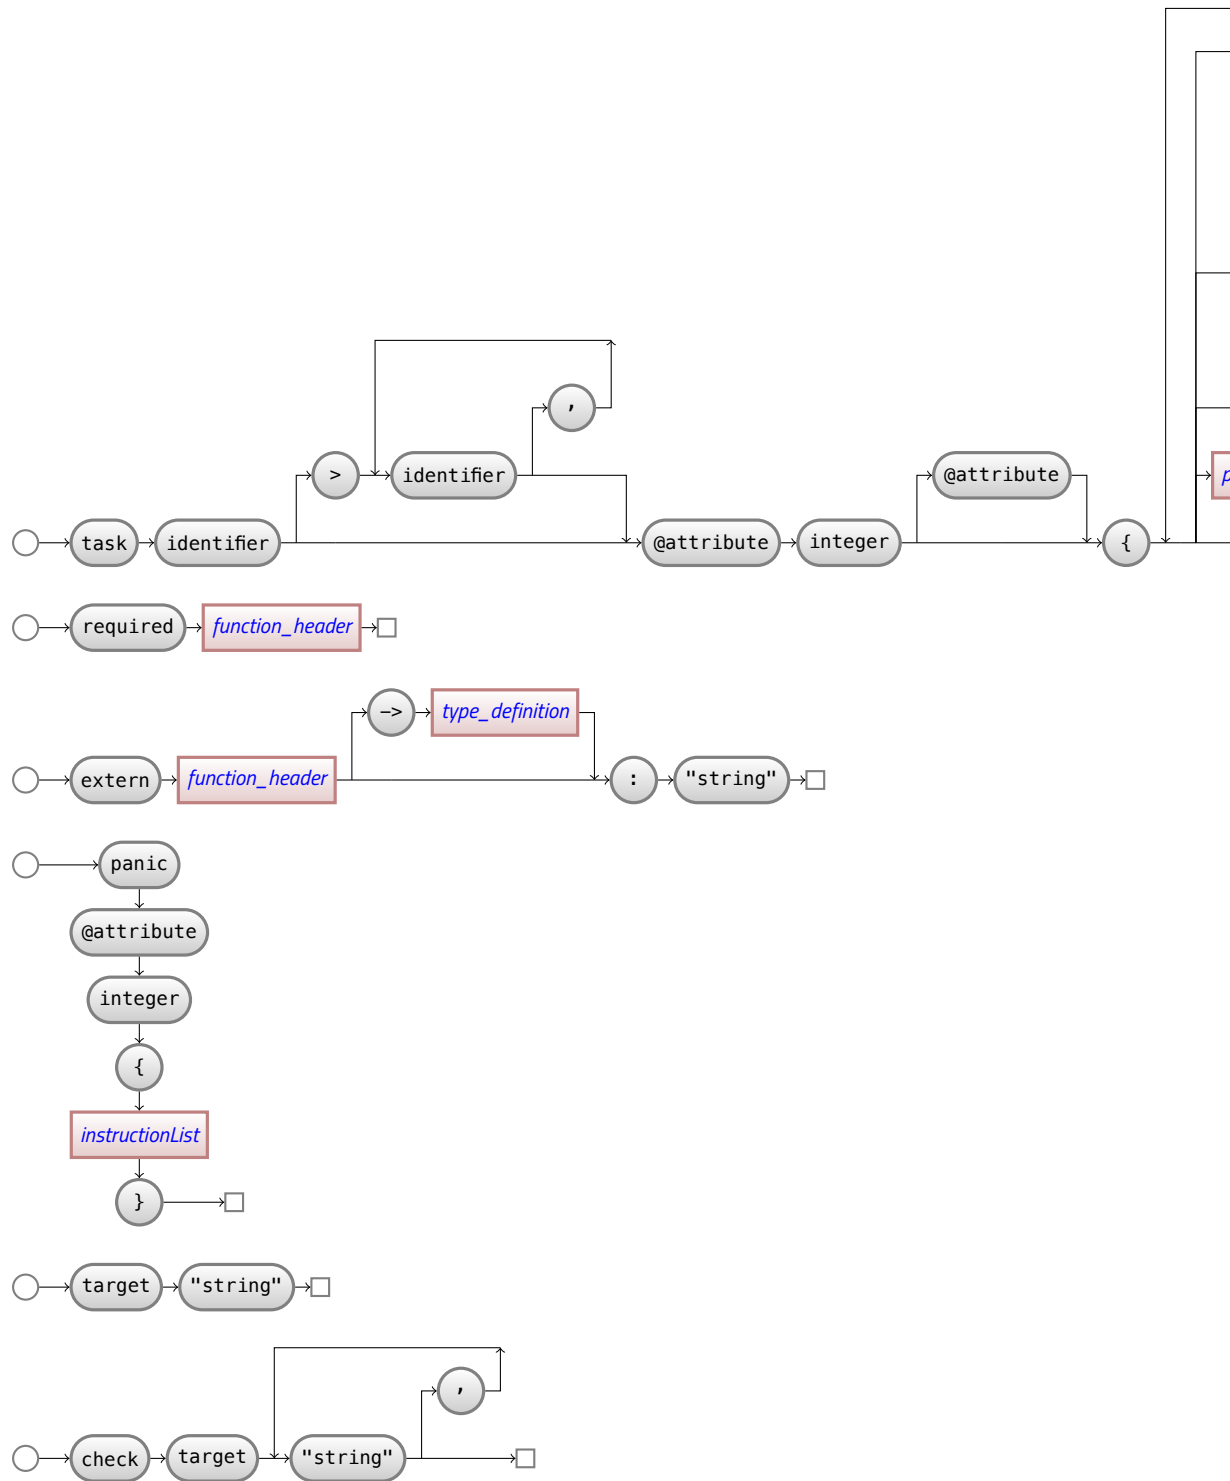 ,
> identifier @attribute p
task identifier @attribute integer {
required function_header
-> type_definition
extern function_header : "string"
panic
@attribute
integer
{
instructionList
}
target "string"
,
check target "string"